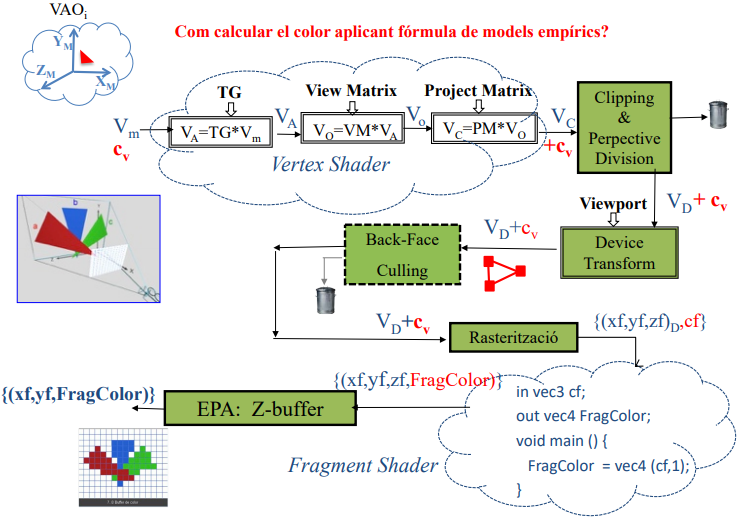 VAOi
Com calcular el color aplicant fórmula de models empírics?
YM
ZM
XM
TG
View Matrix
Project Matrix
Vm
cv
VA=TG*Vm
VA
VO=VM*VA
Vo
VC=PM*VO
VC
+cv
Clipping
&
Perpective
Division
Vertex Shader
VD+ cv
Viewport
a
b
c
Device
Transform
VD+cv
Back-Face
Culling
VD+cv
Rasterització
{(xf,yf,zf)D,cf}
{(xf,yf,FragColor)}
EPA: Z-buffer
{(xf,yf,zf,FragColor)}
in vec3 cf;
out vec4 FragColor;
void main () {
FragColor = vec4 (cf,1);
}
Fragment Shader